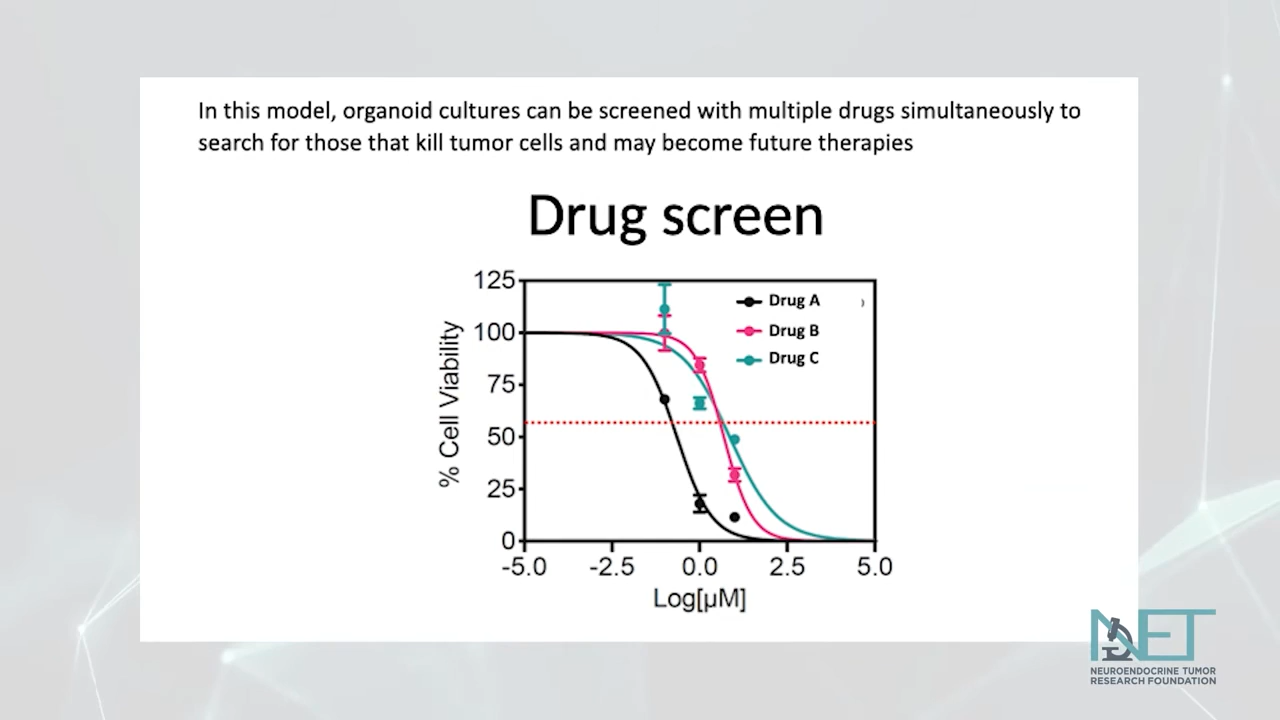 In this model, organoid cultures can be screened with multiple drugs simultaneously to
search for those that kill tumor cells and may become future therapies
Drug screen
125
100
75
50
25
0
% Cell Viability
Drug A
Drug B
Drug C
-5.0 -2.5 0.0 2.5 5.0
Log[µM]
NET
NEUROENDOCRINE TUMOR
RESEARCH FOUNDATION